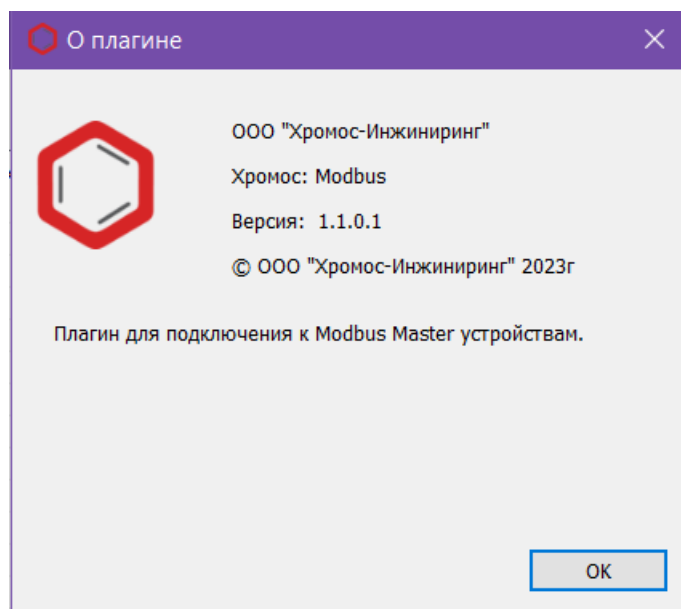 О плагине
ООО "Хромос-Инжиниринг"
Хромос: Modbus
Версия: 1.1.0.1
© ООО "Хромос-Инжиниринг" 2023г
Плагин для подключения к Modbus Master устройствам.
ОК